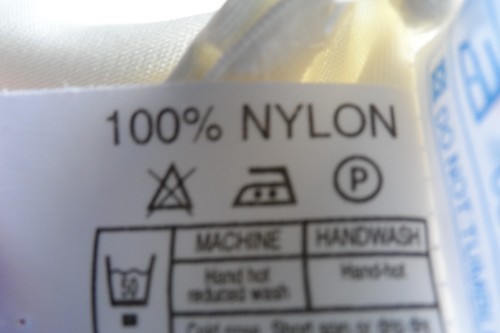 100% NYLON
P
MACHINE HANDWASH
50
Hand hot Hand-hot
reduced wash
DO NOT TUMBLE